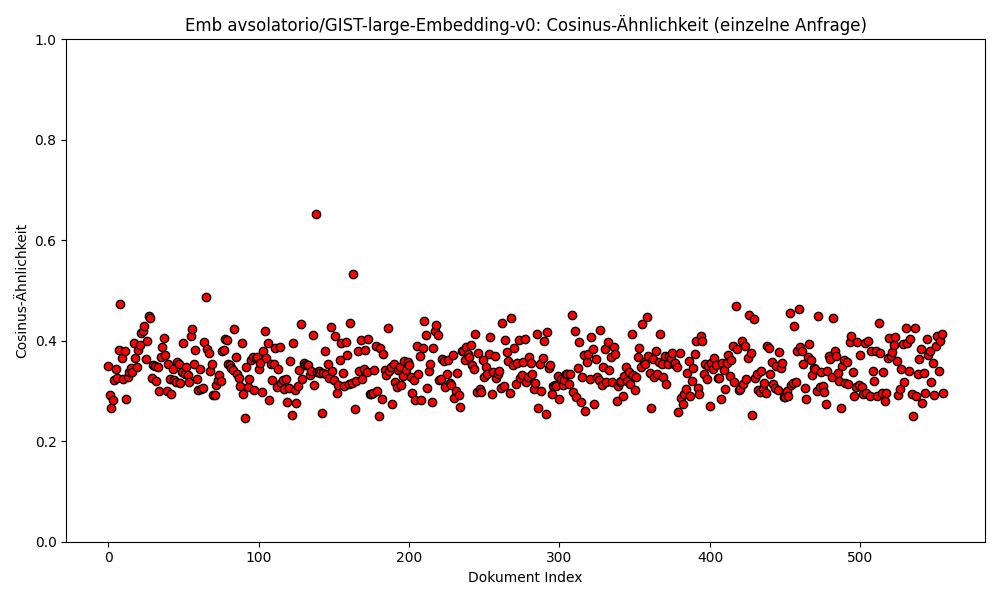 Emb avsolatorio/GIST-large-Embedding-v0: Cosinus-Ähnlichkeit (einzelne Anfrage)
1.0
0.8
0.6
0.4
0.2
0.0
Cosinus-Ähnlichkeit
0 100 200 300 400 500
Dokument Index